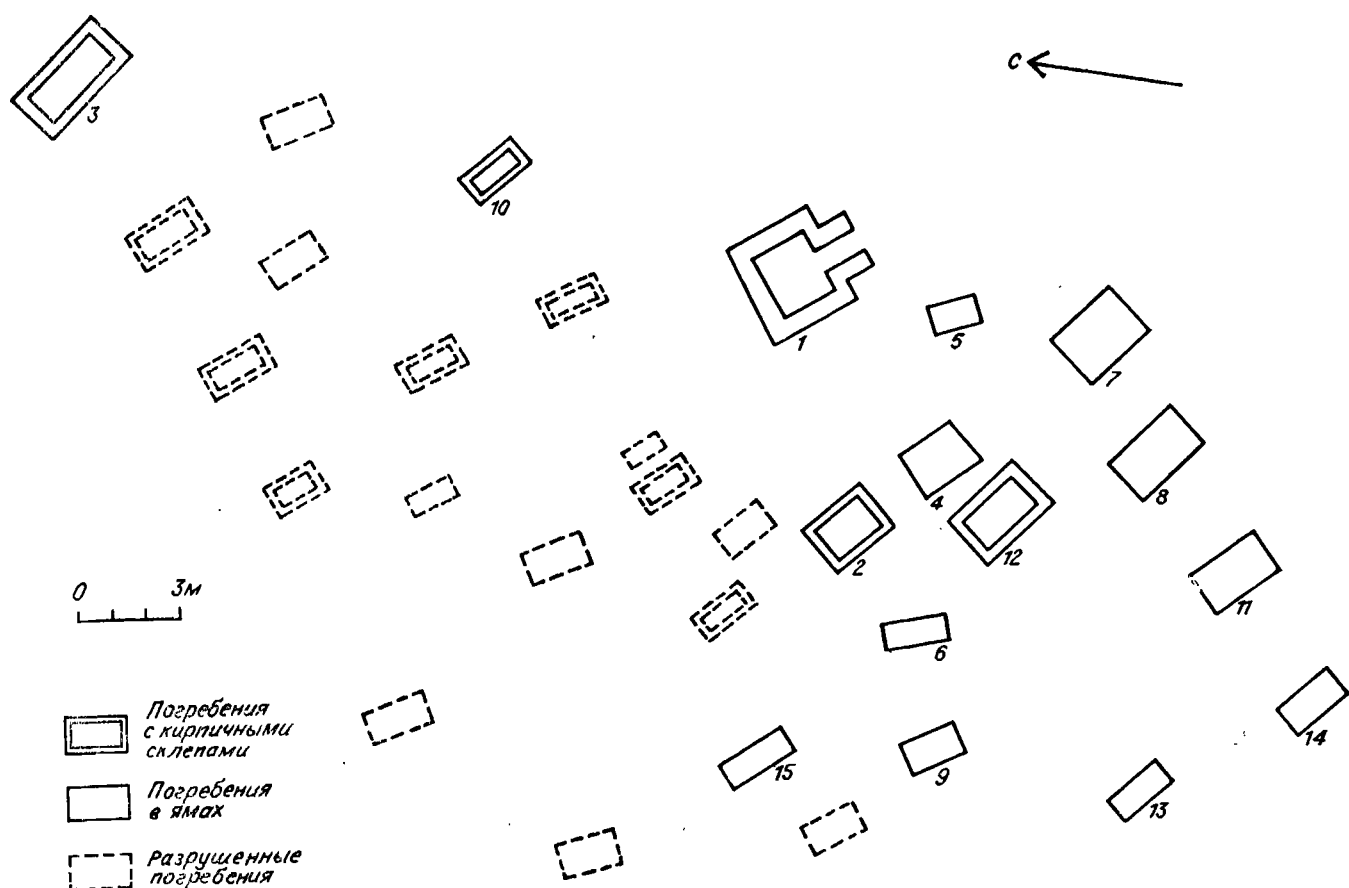 С
3
10
1
5
7
4
8
2
12
11
6
0 3м
14
15
9
13
Погребения
с кирпичными
склепами
Погребения
в ямах
Разрушенные
погребения